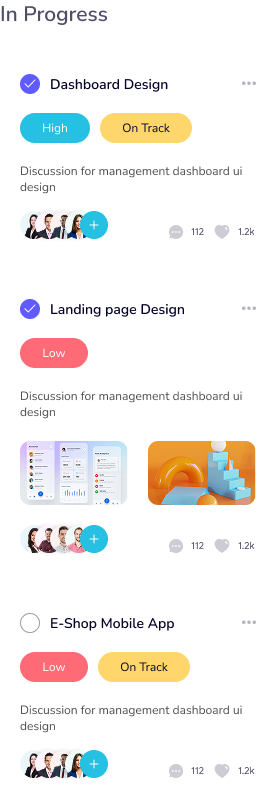 In Progress
Dashboard Design
High
On Track
Discussion for management dashboard ui
design
112
1.2k
Landing page Design
Low
Discussion for management dashboard ui
design
112
1.2k
E-Shop Mobile App
Low
On Track
Discussion for management dashboard ui
design
112
1.2k